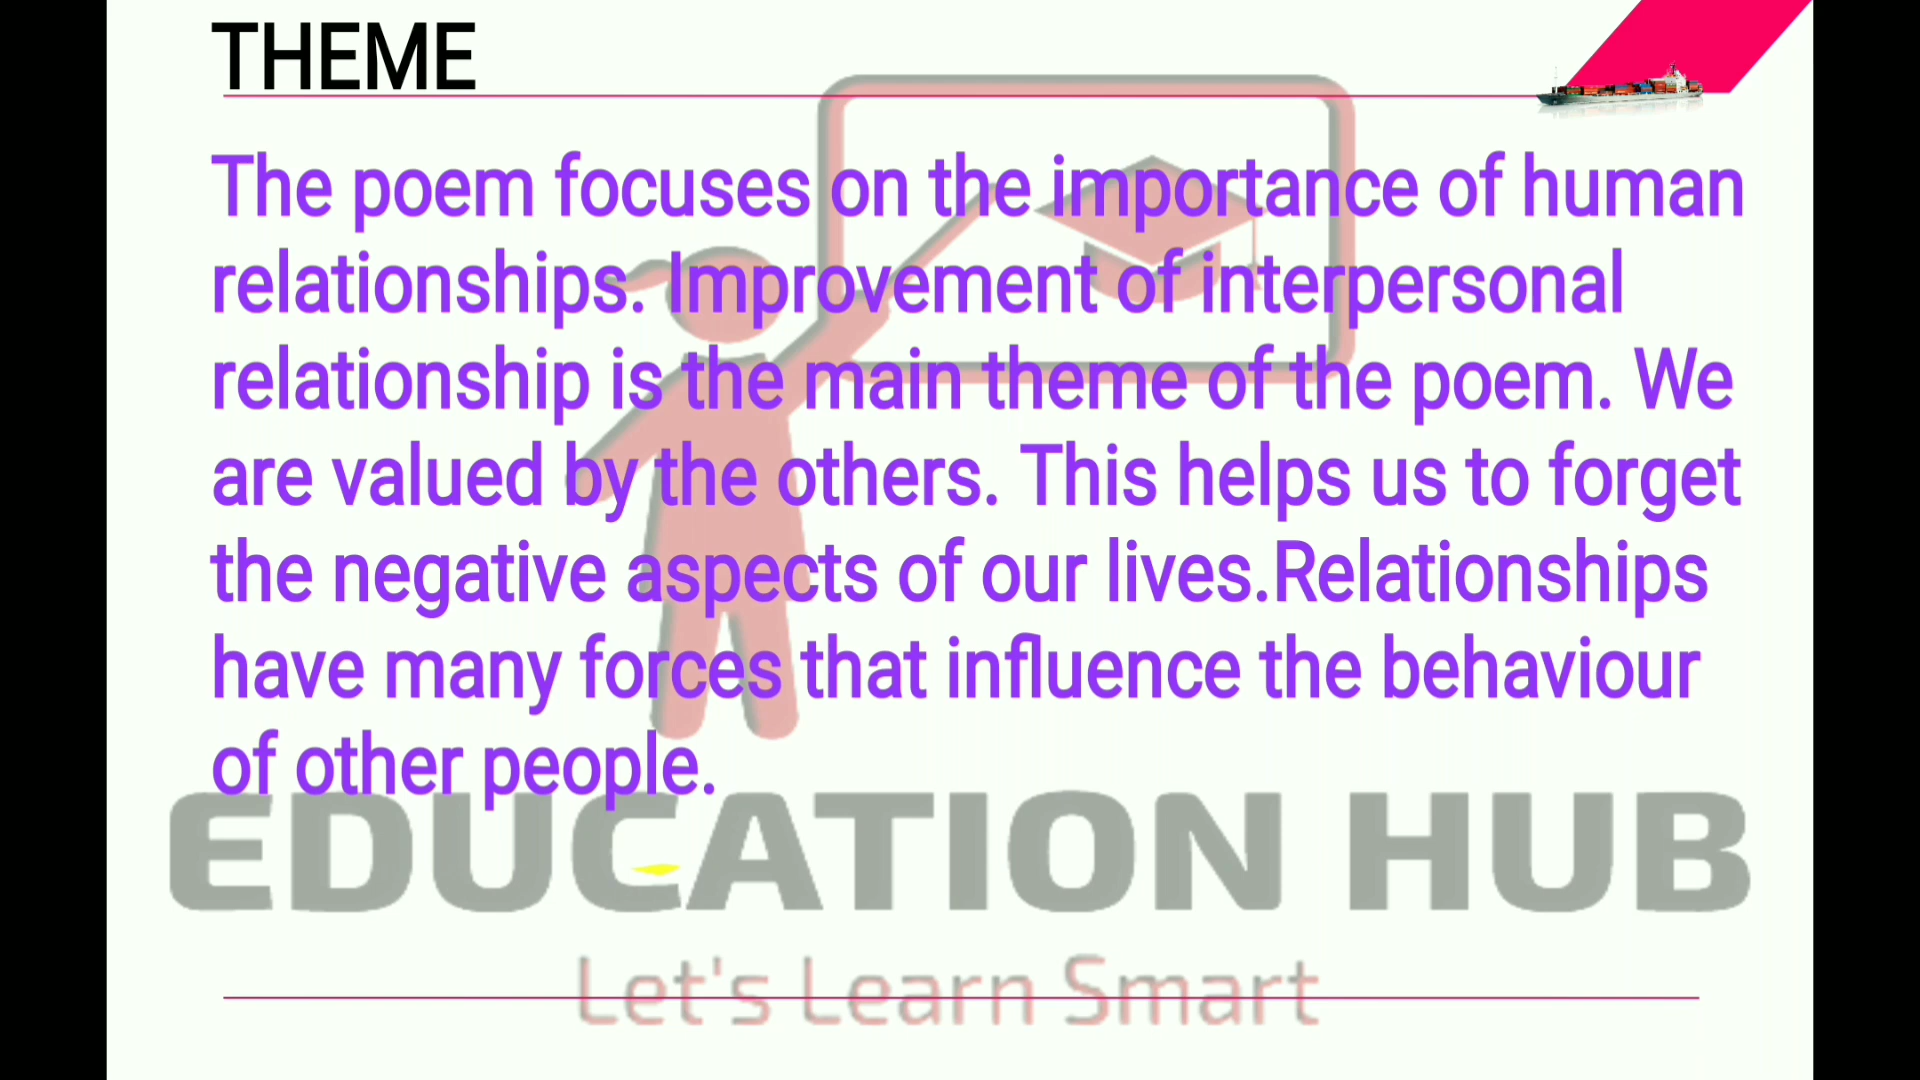 THEME
The poem focuses on the importance of human
relationships. Improvement of interpersonal
relationship is the main theme of the poem. We
are valued by the others. This helps us to forget
the negative aspects of our lives.Relationships
have many forces that influence the behaviour
of other people.
EDUCATION HUB
Let's Learn Smart